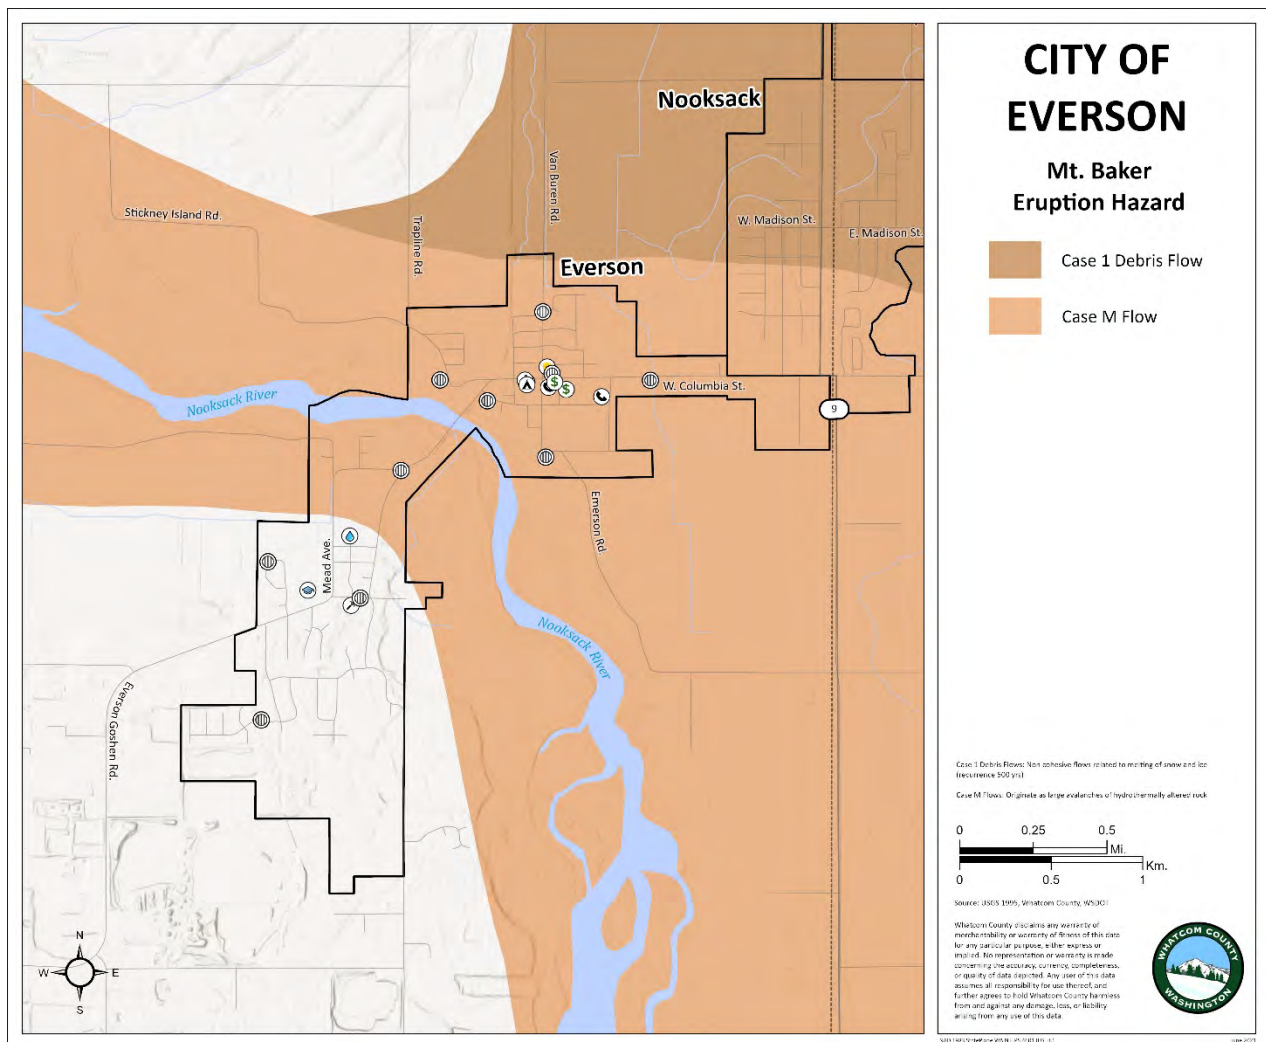 CITY OF
EVERSON
Mt. Baker
Eruption Hazard
Case 1 Debris Flow
Case M Flow
Nooksack
Everson
Stickney Island Rd.
Trapline Rd.
Van Buren Rd.
W. Madison St.
E. Madison St.
W. Columbia St.
9
Nooksack River
Emerson Rd.
Mead Ave.
Nooksack River
Everson Goshen Rd.
N
W E
S
$
$
Case 1 Debris Flows: Non cohesive flows related to melting of snow and ice
(recurrence 500 yrs)
Case M Flows: Originate as large avalanches of hydrothermally altered rock
0 0.25 0.5
Mi.
Km.
0 0.5 1
Source: USGS 1995, Whatcom County, WSDOT
Whatcom County disclaims any warranty of
merchantability or warranty of fitness of this data
for any particular purpose, either express or
implied. No representation or warranty is made
concerning the accuracy, currency, completeness,
or quality of data depicted. Any user of this data
assumes all responsibility for use thereof, and
further agrees to hold Whatcom County harmless
from and against any damage, loss, or liability
arising from any use of this data.
WHATCOM COUNTY
WASHINGTON
June 2021